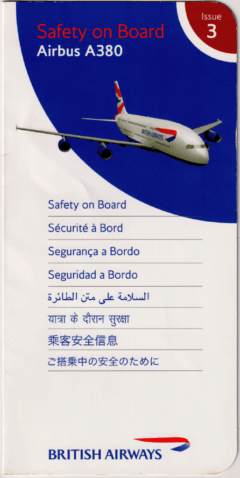 Safety on Board
Airbus A380
Issue
3
Safety on Board
Sécurité à Bord
Segurança a Bordo
Seguridad a Bordo
السلامة على متن الطائرة
यात्रा के दौरान सुरक्षा
乘客安全信息
ご搭乗中の安全のために
BRITISH AIRWAYS